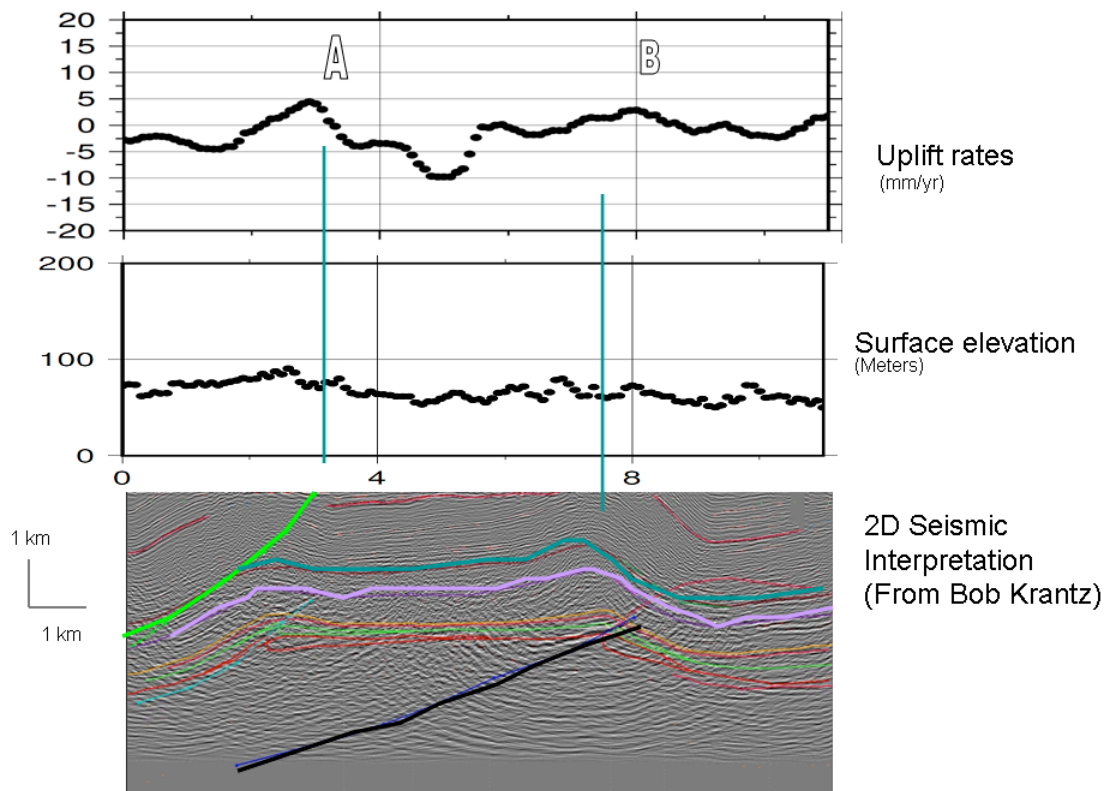 20
15
10
5
0
-5
-10
-15
-20
A
B
Uplift rates
(mm/yr)
200
100
0
Surface elevation
(Meters)
0
4
8
1 km
1 km
2D Seismic
Interpretation
(From Bob Krantz)